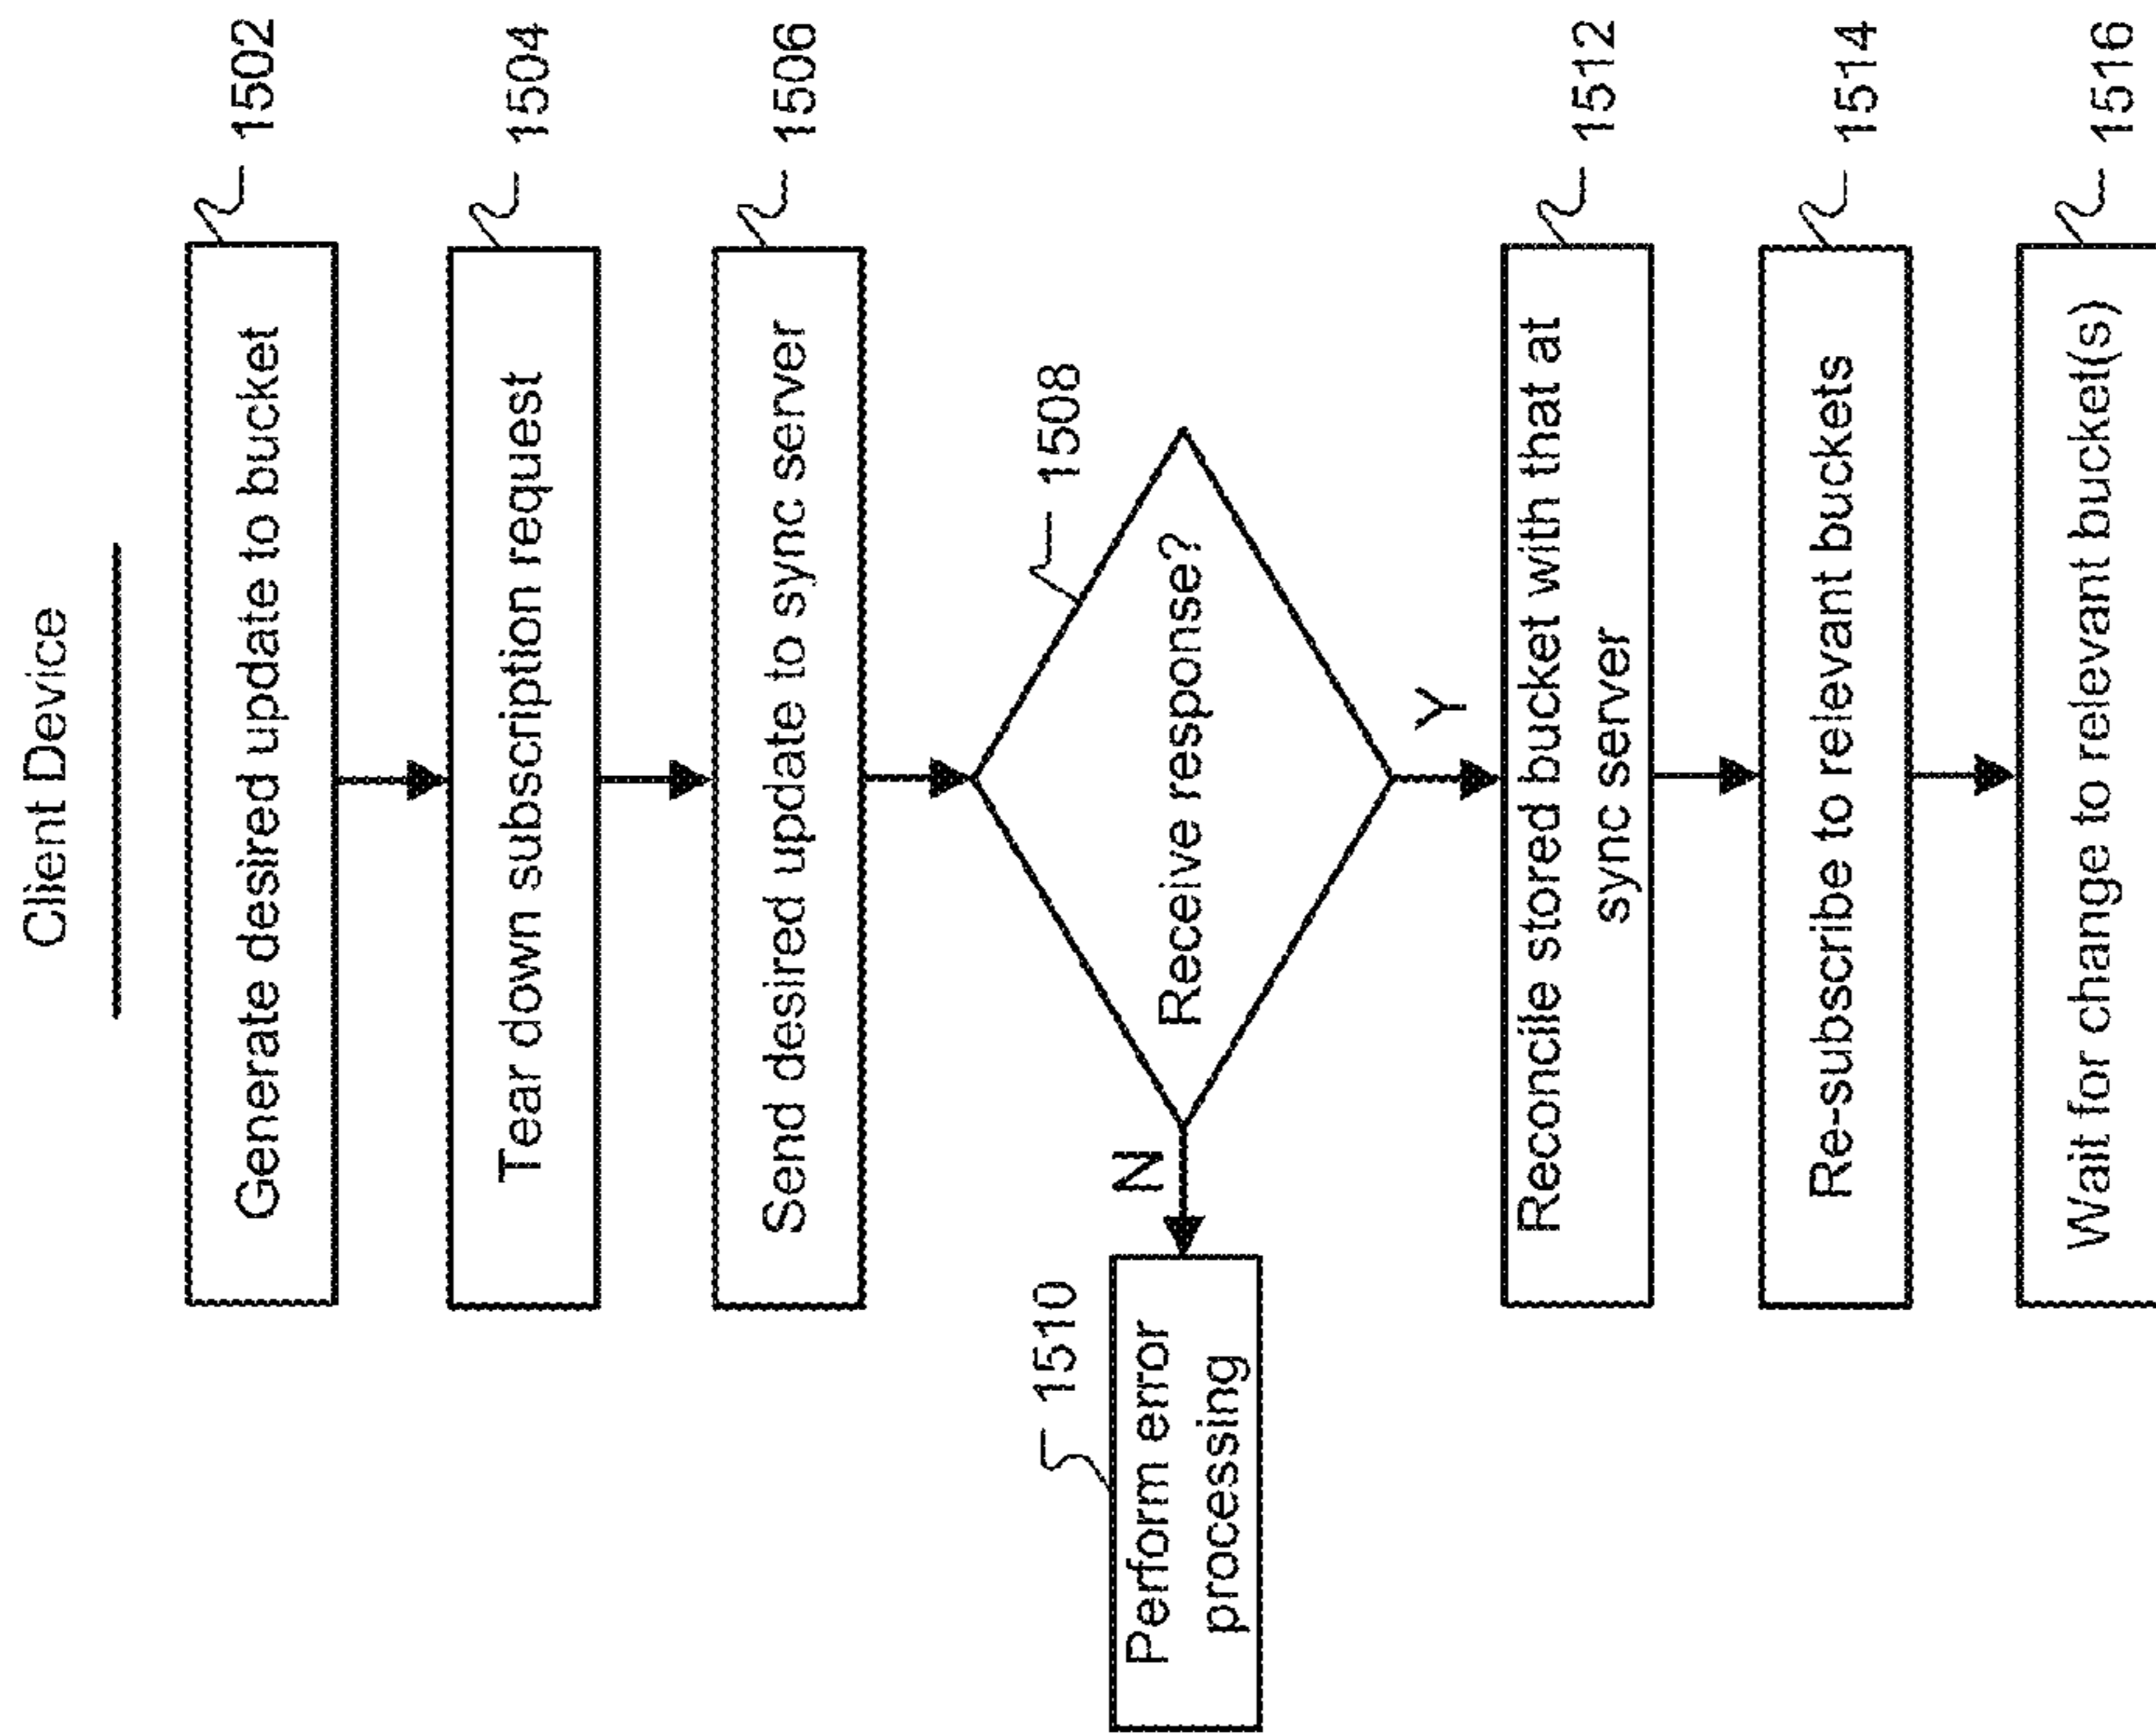 Client Device
Generate desired update to bucket
1502
Tear down subscription request
1504
Send desired update to sync server
1506
Receive response?
1508
N
Y
Perform error
processing
1510
Reconcile stored bucket with that at
sync server
1512
Re-subscribe to relevant buckets
1514
Wait for change to relevant bucket(s)
1516